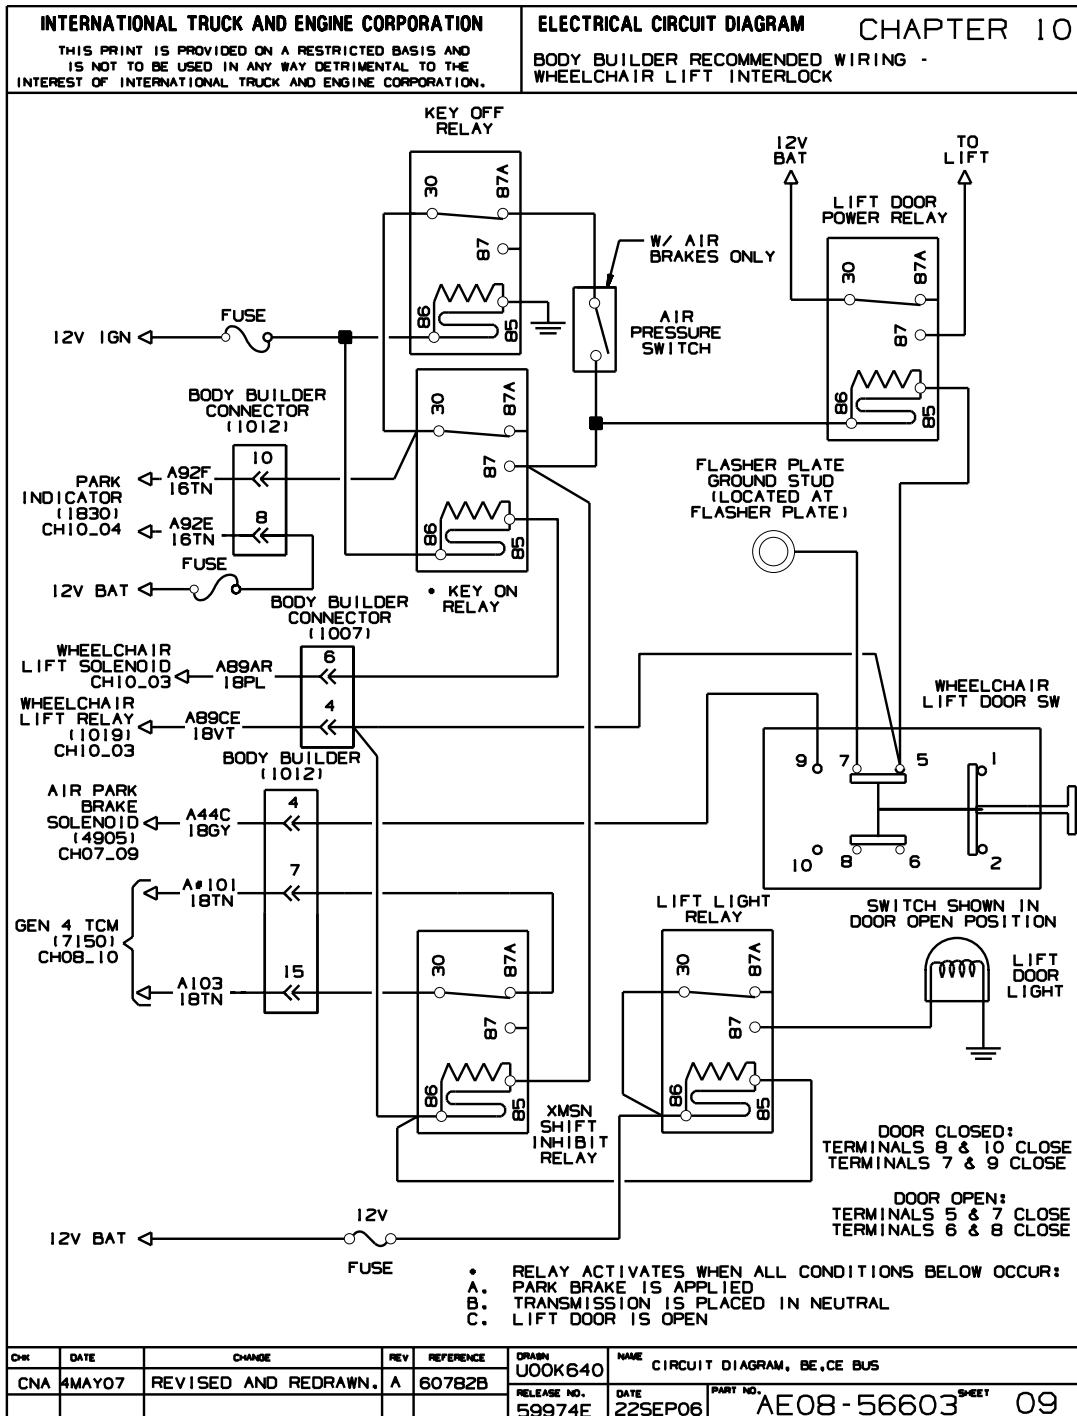 INTERNATIONAL TRUCK AND ENGINE CORPORATION
THIS PRINT IS PROVIDED ON A RESTRICTED BASIS AND
IS NOT TO BE USED IN ANY WAY DETRIMENTAL TO THE
INTEREST OF INTERNATIONAL TRUCK AND ENGINE CORPORATION.
ELECTRICAL CIRCUIT DIAGRAM
CHAPTER 10
BODY BUILDER RECOMMENDED WIRING -
WHEELCHAIR LIFT INTERLOCK
KEY OFF
RELAY
30
87A
87
86
85
12V
BAT
TO
LIFT
LIFT DOOR
POWER RELAY
30
87A
87
86
85
W/ AIR
BRAKES ONLY
AIR
PRESSURE
SWITCH
FUSE
12V IGN
BODY BUILDER
CONNECTOR
(1012)
10
8
PARK
INDICATOR
(1830)
CH10_04
A92F
16TN
A92E
16TN
FUSE
12V BAT
30
87A
87
86
85
• KEY ON
RELAY
FLASHER PLATE
GROUND STUD
(LOCATED AT
FLASHER PLATE)
BODY BUILDER
CONNECTOR
(1007)
6
4
WHEELCHAIR
LIFT SOLENOID
CH10_03
A89AR
18PL
WHEELCHAIR
LIFT RELAY
(1019)
CH10_03
A89CE
18VT
WHEELCHAIR
LIFT DOOR SW
9
7
5
1
10
8
6
2
SWITCH SHOWN IN
DOOR OPEN POSITION
BODY BUILDER
(1012)
4
7
15
AIR PARK
BRAKE
SOLENOID
(4905)
CH07_09
A44C
18GY
GEN 4 TCM
(7150)
CH08_10
A#101
18TN
A103
18TN
30
87A
87
86
85
XMSN
SHIFT
INHIBIT
RELAY
LIFT LIGHT
RELAY
30
87A
87
86
85
LIFT
DOOR
LIGHT
DOOR CLOSED:
TERMINALS 8 & 10 CLOSE
TERMINALS 7 & 9 CLOSE
DOOR OPEN:
TERMINALS 5 & 7 CLOSE
TERMINALS 6 & 8 CLOSE
12V BAT
12V
FUSE
• RELAY ACTIVATES WHEN ALL CONDITIONS BELOW OCCUR:
A. PARK BRAKE IS APPLIED
B. TRANSMISSION IS PLACED IN NEUTRAL
C. LIFT DOOR IS OPEN
CHK DATE CHANGE REV REFERENCE
CNA 4MAY07 REVISED AND REDRAWN. A 60782B
DRAWN
U00K640
NAME
CIRCUIT DIAGRAM, BE,CE BUS
RELEASE NO.
59974E
DATE
22SEP06
PART NO.
AE08-56603
SHEET
09